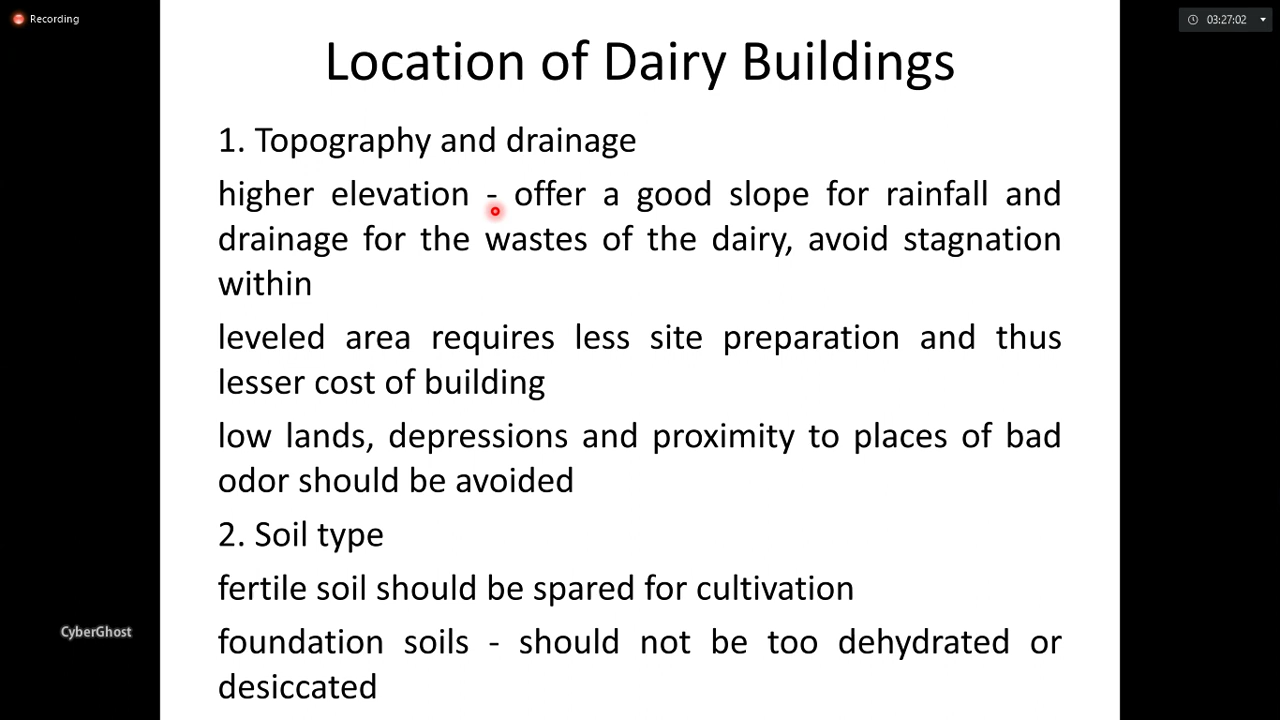 Recording
03:27:02
Location of Dairy Buildings
1. Topography and drainage
higher elevation - offer a good slope for rainfall and
drainage for the wastes of the dairy, avoid stagnation
within
leveled area requires less site preparation and thus
lesser cost of building
low lands, depressions and proximity to places of bad
odor should be avoided
2. Soil type
fertile soil should be spared for cultivation
CyberGhost
foundation soils - should not be too dehydrated or
desiccated